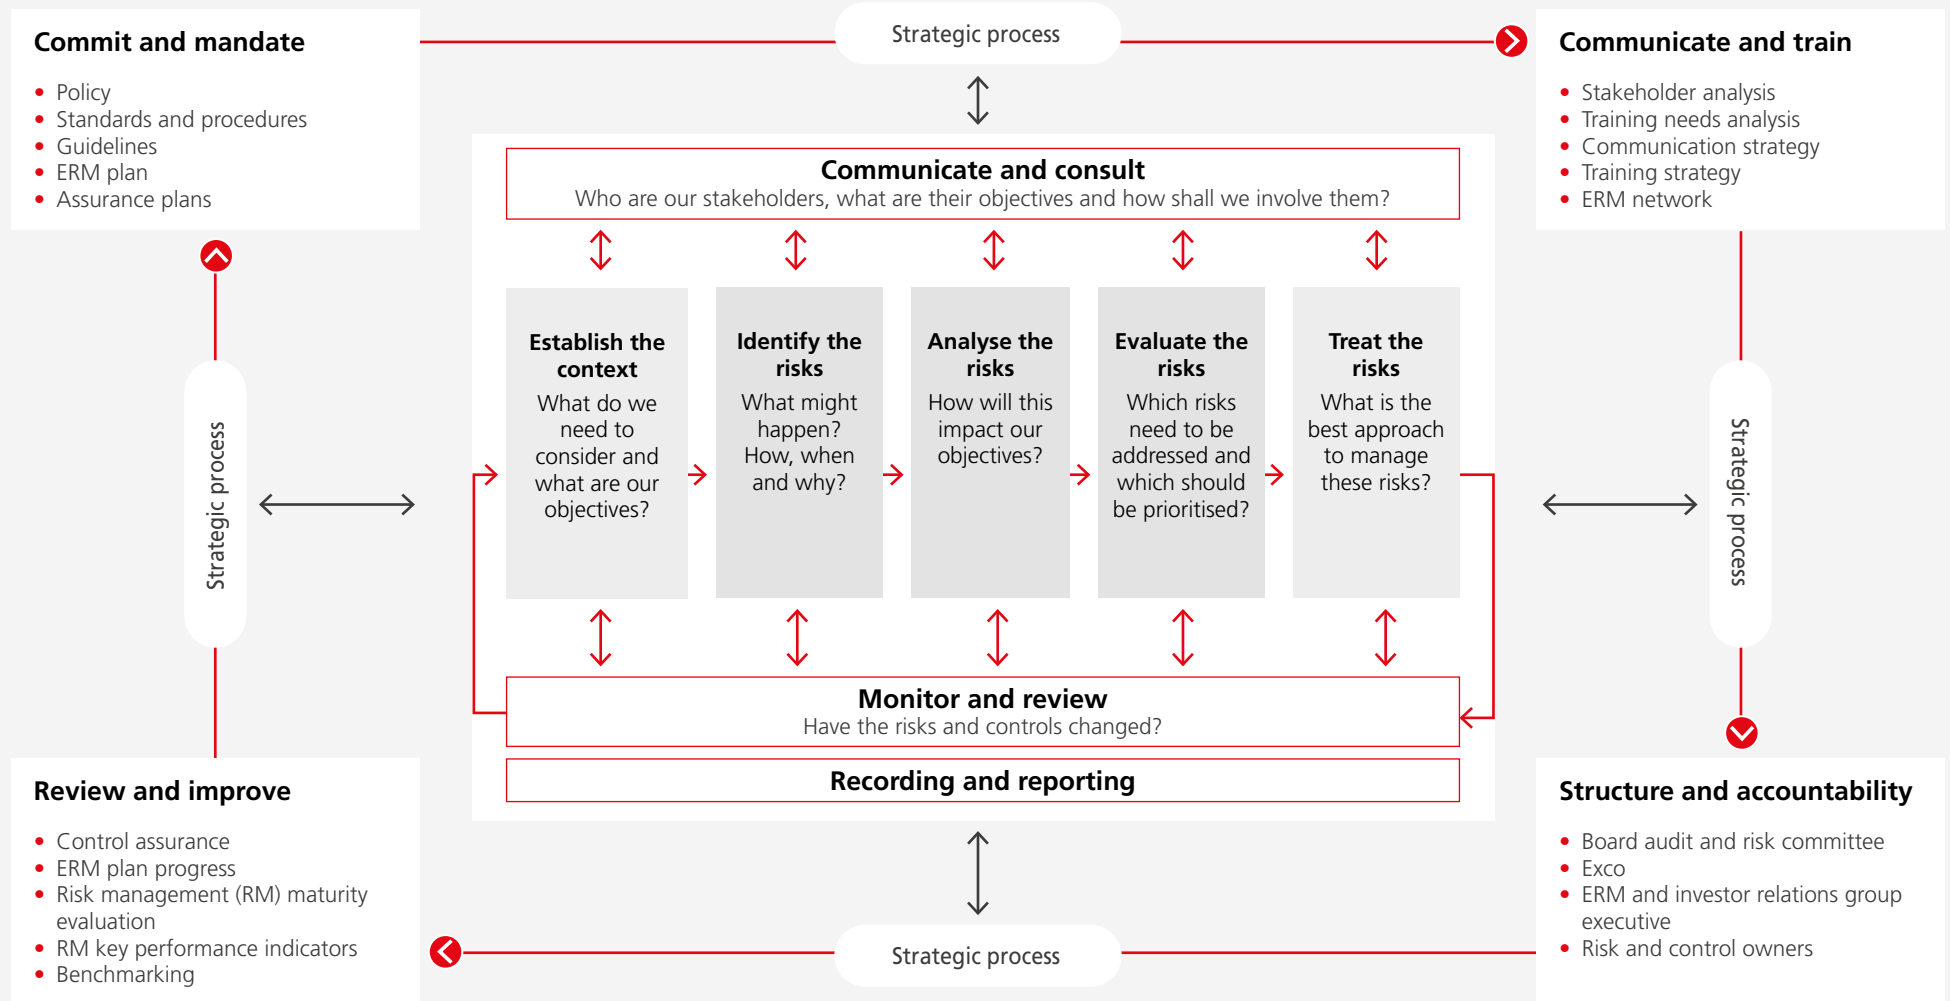 Commit and mandate
• Policy
• Standards and procedures
• Guidelines
• ERM plan
• Assurance plans
Strategic process
Communicate and train
• Stakeholder analysis
• Training needs analysis
• Communication strategy
• Training strategy
• ERM network
Communicate and consult
Who are our stakeholders, what are their objectives and how shall we involve them?
Establish the
context
What do we
need to
consider and
what are our
objectives?
Identify the
risks
What might
happen?
How, when
and why?
Analyse the
risks
How will this
impact our
objectives?
Evaluate the
risks
Which risks
need to be
addressed and
which should
be prioritised?
Treat the
risks
What is the
best approach
to manage
these risks?
Strategic process
Strategic process
Monitor and review
Have the risks and controls changed?
Recording and reporting
Review and improve
• Control assurance
• ERM plan progress
• Risk management (RM) maturity
evaluation
• RM key performance indicators
• Benchmarking
Strategic process
Structure and accountability
• Board audit and risk committee
• Exco
• ERM and investor relations group
executive
• Risk and control owners